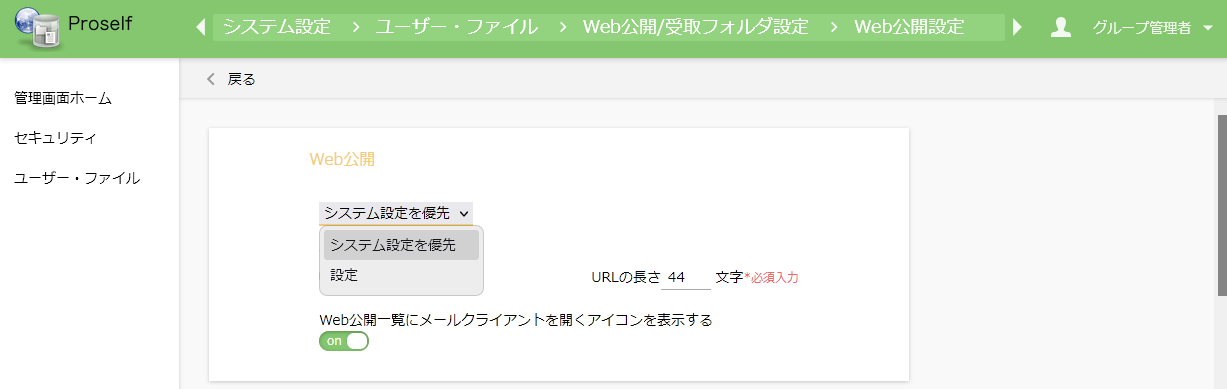 Proself
システム設定 > ユーザー・ファイル > Web公開/受取フォルダ設定 > Web公開設定
グループ管理者
戻る
管理画面ホーム
セキュリティ
ユーザー・ファイル
Web公開
システム設定を優先
システム設定を優先
設定
URLの長さ 44 文字*必須入力
Web公開一覧にメールクライアントを開くアイコンを表示する
on